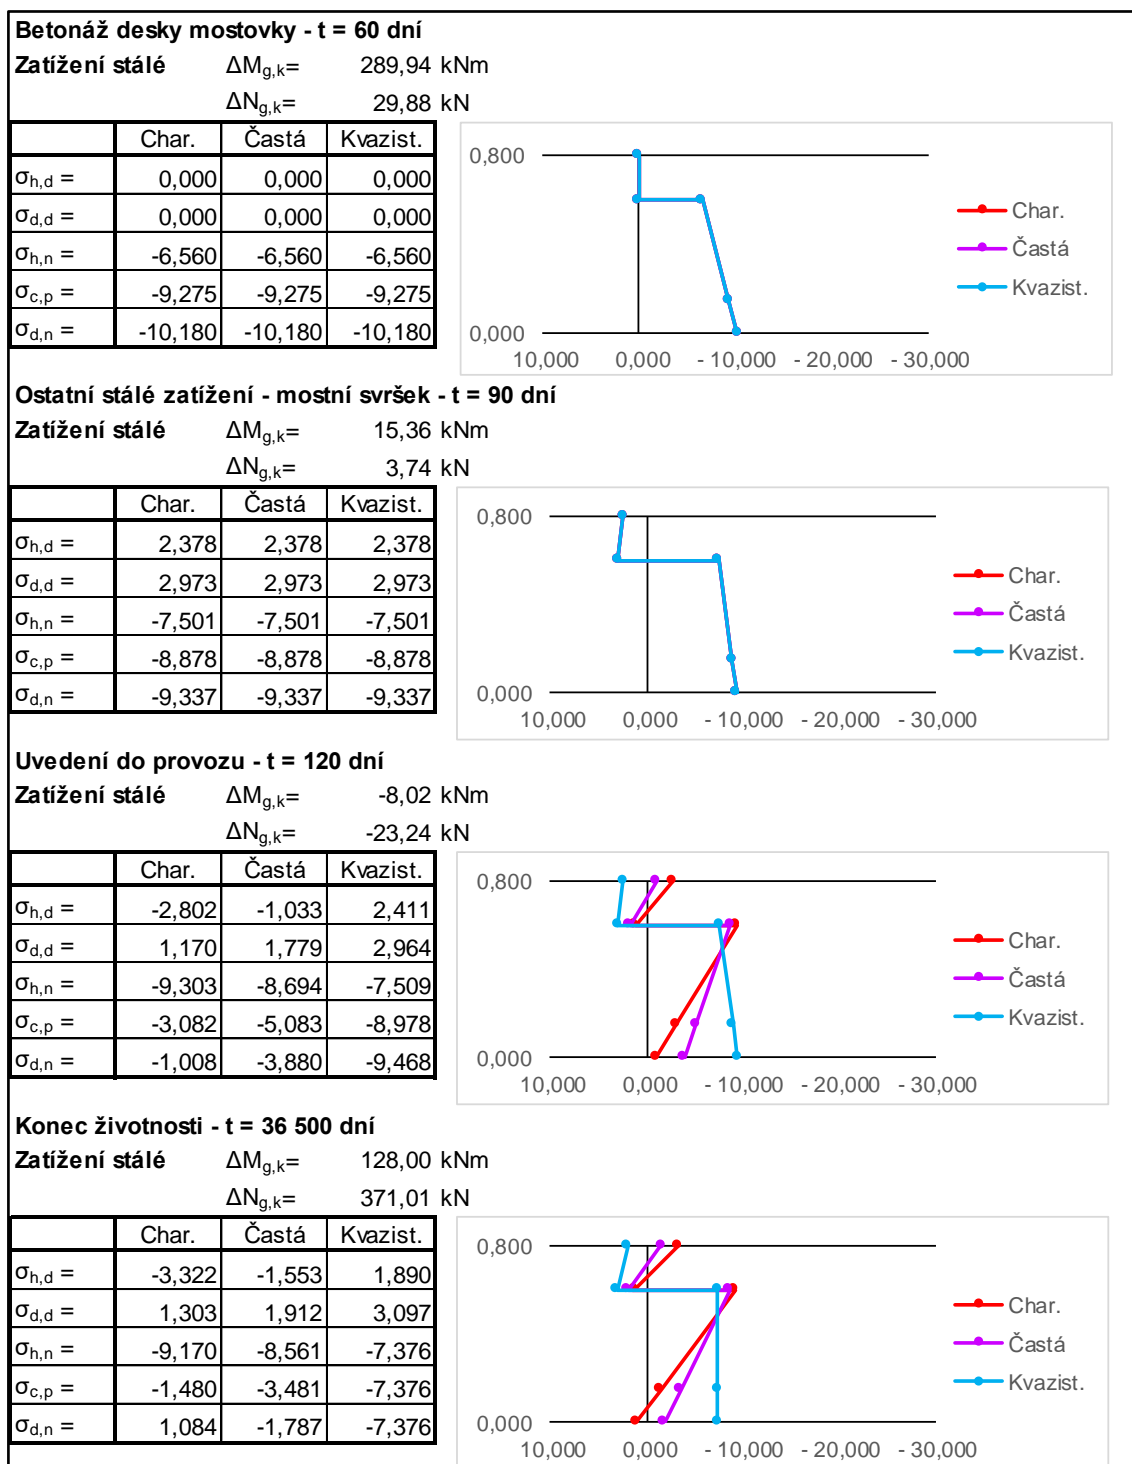 Betonáž desky mostovky - t = 60 dní
Zatížení stálé ΔMg,k= 289,94 kNm
ΔNg,k= 29,88 kN
Char. Častá Kvazist.
σh,d = 0,000 0,000 0,000
σd,d = 0,000 0,000 0,000
σh,n = -6,560 -6,560 -6,560
σc,p = -9,275 -9,275 -9,275
σd,n = -10,180 -10,180 -10,180
0,800
0,000
10,000 0,000 - 10,000 - 20,000 - 30,000
Char.
Častá
Kvazist.
Ostatní stálé zatížení - mostní svršek - t = 90 dní
Zatížení stálé ΔMg,k= 15,36 kNm
ΔNg,k= 3,74 kN
Char. Častá Kvazist.
σh,d = 2,378 2,378 2,378
σd,d = 2,973 2,973 2,973
σh,n = -7,501 -7,501 -7,501
σc,p = -8,878 -8,878 -8,878
σd,n = -9,337 -9,337 -9,337
0,800
0,000
10,000 0,000 - 10,000 - 20,000 - 30,000
Char.
Častá
Kvazist.
Uvedení do provozu - t = 120 dní
Zatížení stálé ΔMg,k= -8,02 kNm
ΔNg,k= -23,24 kN
Char. Častá Kvazist.
σh,d = -2,802 -1,033 2,411
σd,d = 1,170 1,779 2,964
σh,n = -9,303 -8,694 -7,509
σc,p = -3,082 -5,083 -8,978
σd,n = -1,008 -3,880 -9,468
0,800
0,000
10,000 0,000 - 10,000 - 20,000 - 30,000
Char.
Častá
Kvazist.
Konec životnosti - t = 36 500 dní
Zatížení stálé ΔMg,k= 128,00 kNm
ΔNg,k= 371,01 kN
Char. Častá Kvazist.
σh,d = -3,322 -1,553 1,890
σd,d = 1,303 1,912 3,097
σh,n = -9,170 -8,561 -7,376
σc,p = -1,480 -3,481 -7,376
σd,n = 1,084 -1,787 -7,376
0,800
0,000
10,000 0,000 - 10,000 - 20,000 - 30,000
Char.
Častá
Kvazist.